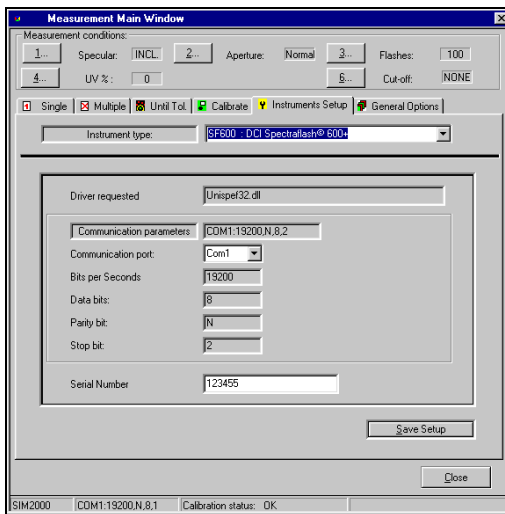 Measurement Main Window
Measurement conditions:
1... Specular: INCL. 2... Aperture: Normal 3... Flashes: 100
4... UV % : 0 6... Cut-off: NONE
Single Multiple Until Tol. Calibrate Instruments Setup General Options
Instrument type: SF600 : DCI Spectraflash® 600+
Driver requested Unispef32.dll
Communication parameters COM1:19200,N,8,2
Communication port: Com1
Bits per Seconds 19200
Data bits: 8
Parity bit: N
Stop bit: 2
Serial Number 123455
Save Setup
Close
SIM2000 COM1:19200,N,8,1 Calibration status: OK